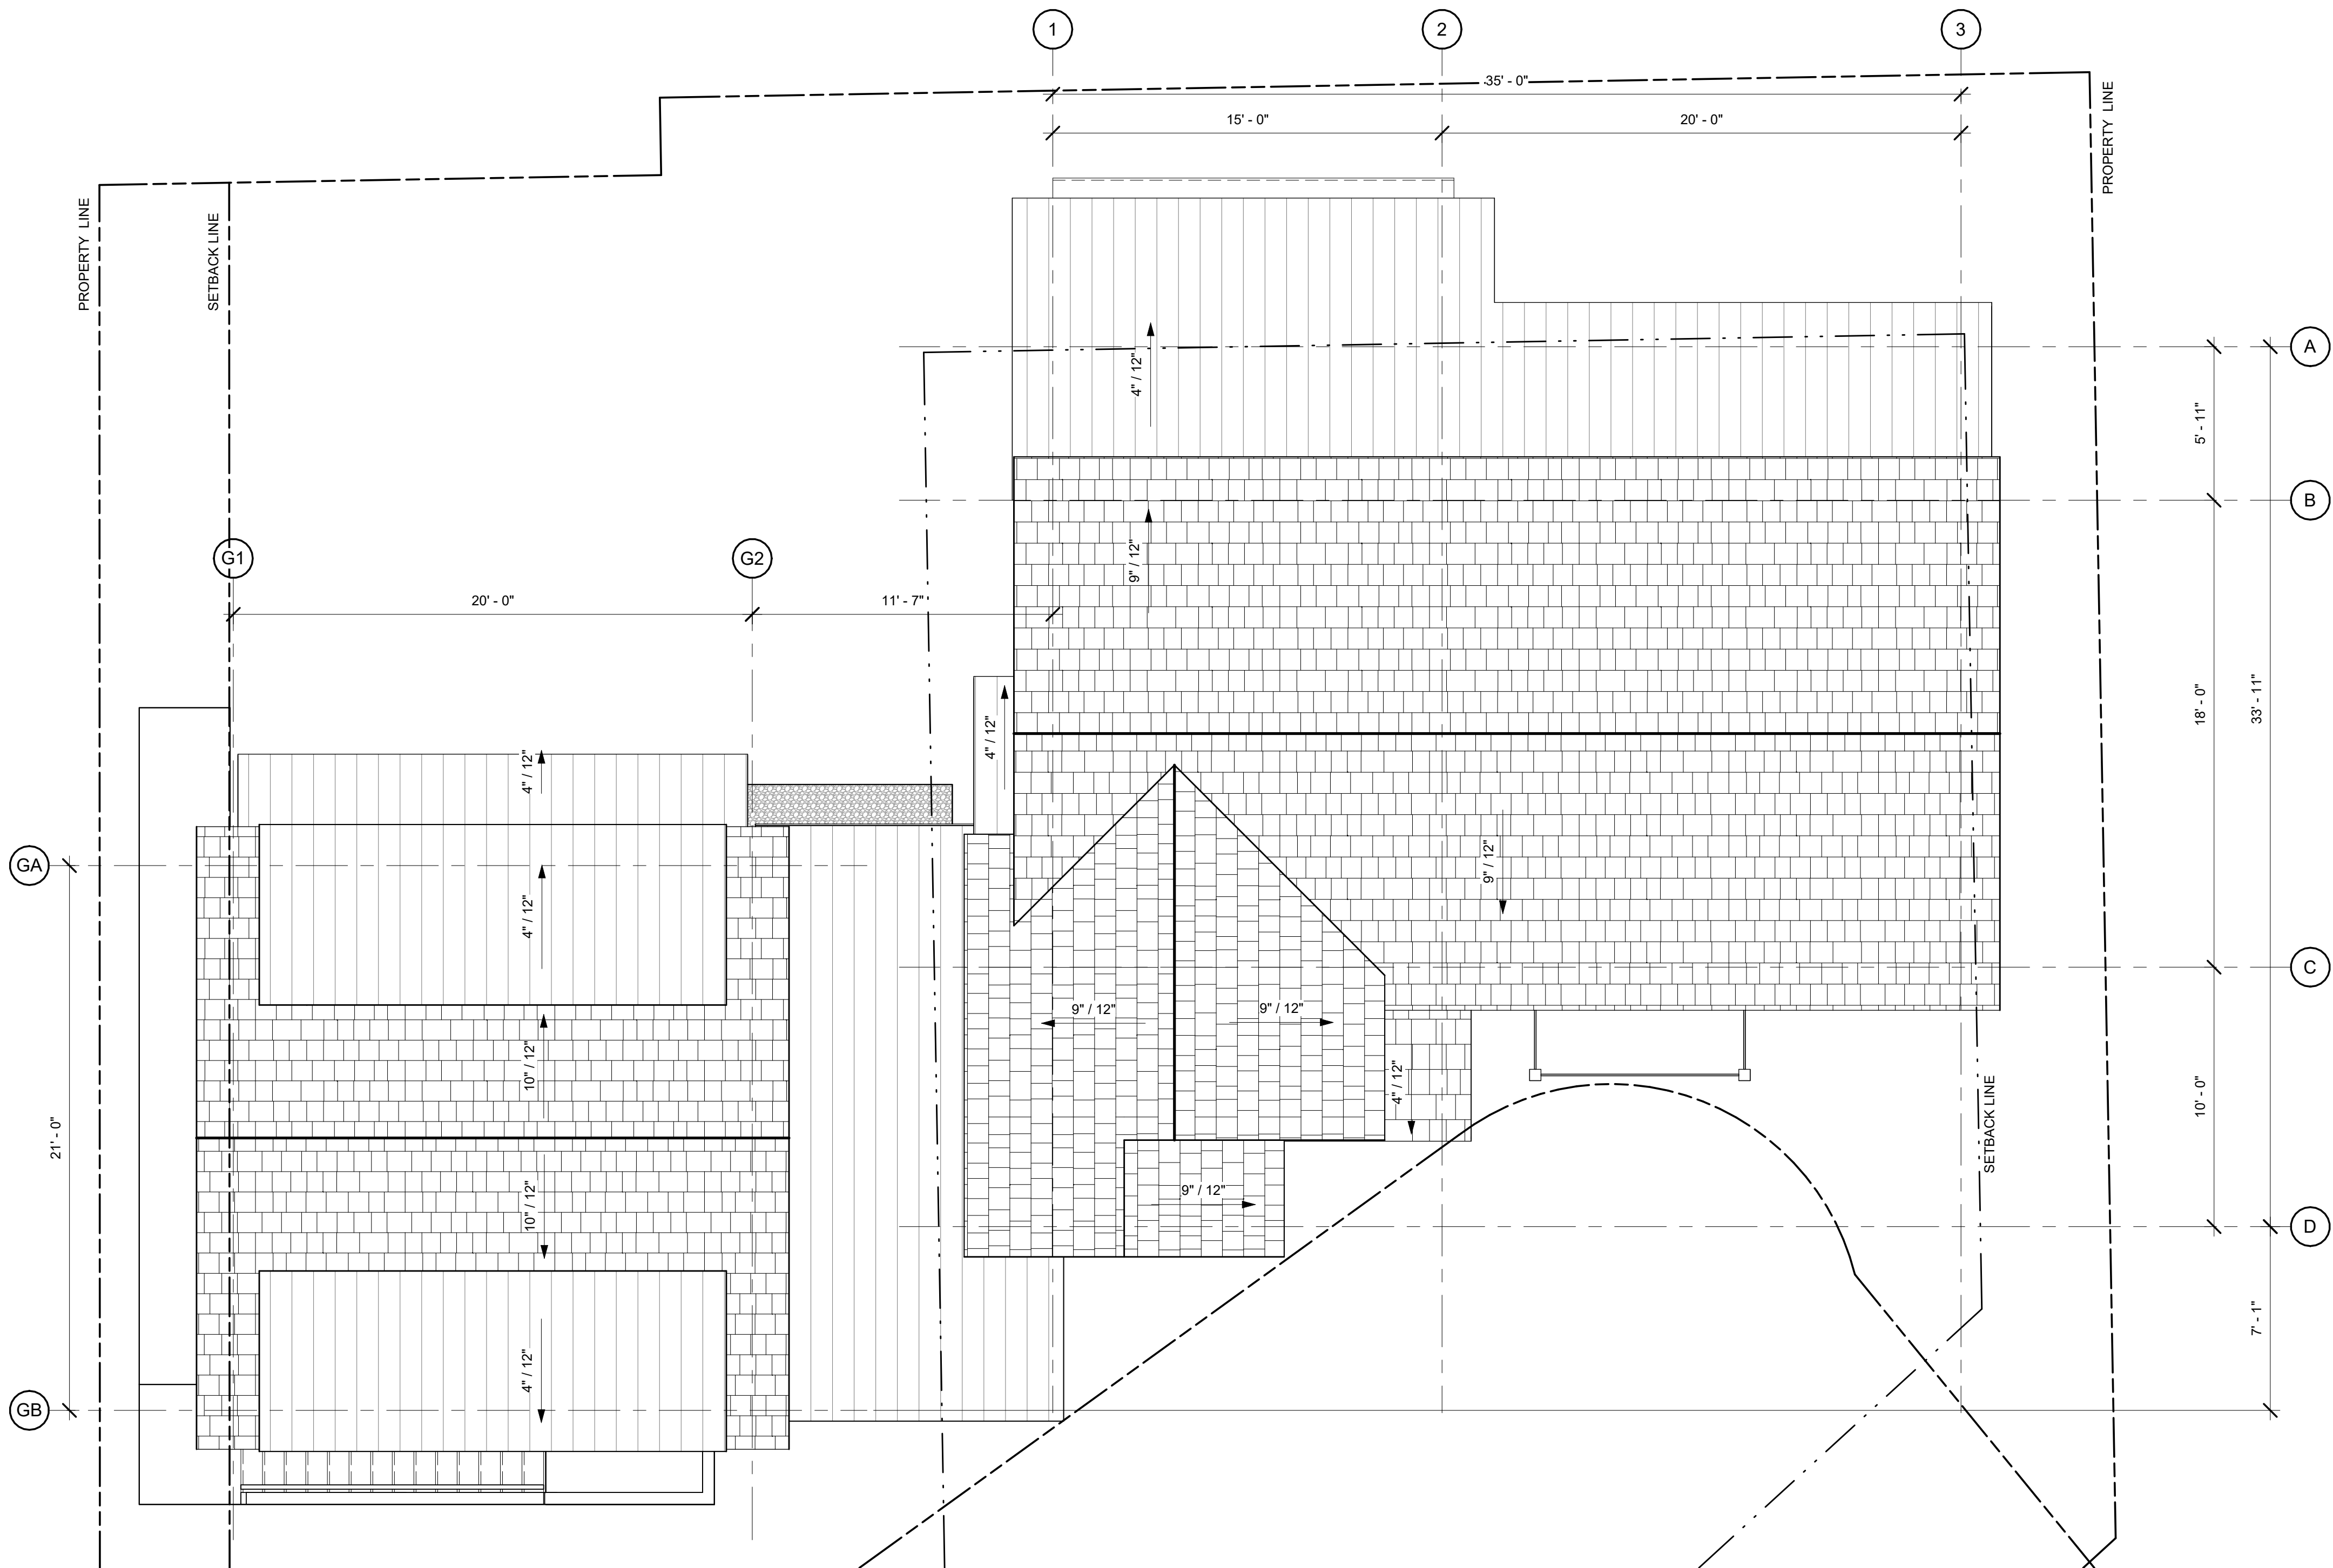 1
2
3
35' - 0"
15' - 0"
20' - 0"
PROPERTY LINE
PROPERTY LINE
SETBACK LINE
A
4" / 12"
5' - 11"
B
9" / 12"
G1
G2
20' - 0"
11' - 7"
18' - 0"
33' - 11"
4" / 12"
4" / 12"
GA
4" / 12"
9" / 12"
C
9" / 12"
9" / 12"
10" / 12"
4" / 12"
10' - 0"
21' - 0"
SETBACK LINE
10" / 12"
9" / 12"
D
7' - 1"
4" / 12"
GB